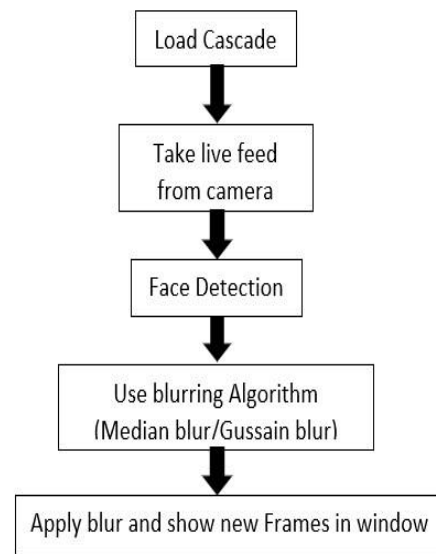 Load Cascade
Take live feed
from camera
Face Detection
Use blurring Algorithm
(Median blur/Gussain blur)
Apply blur and show new Frames in window